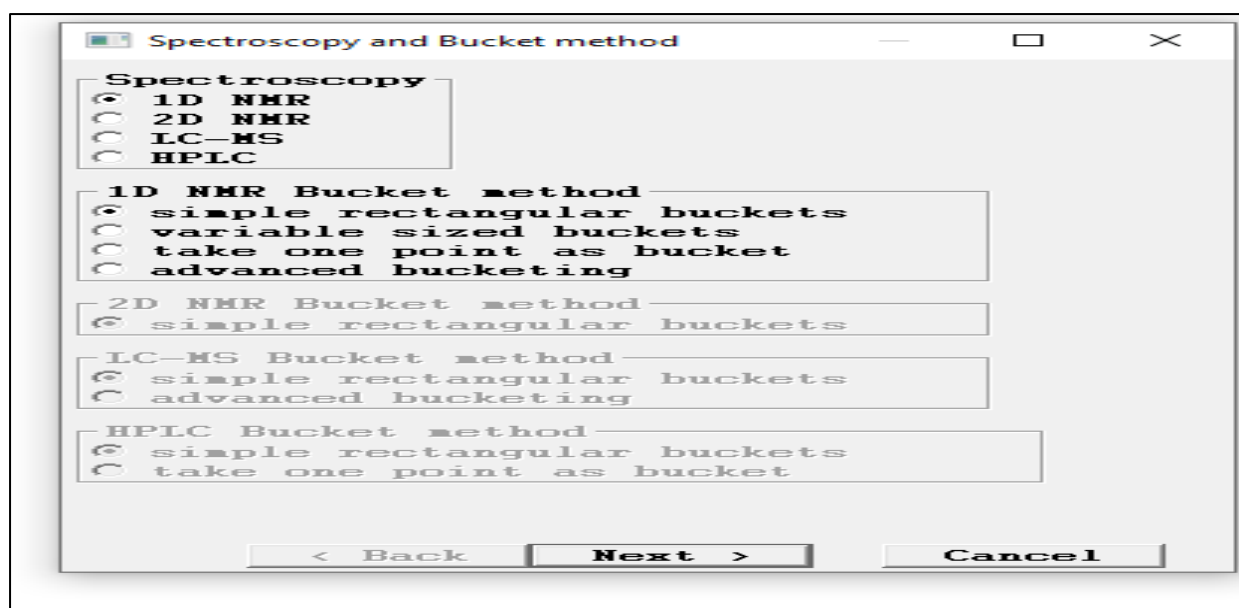 Spectroscopy and Bucket method
Spectroscopy
1D NMR
2D NMR
LC-MS
HPLC
1D NMR Bucket method
simple rectangular buckets
variable sized buckets
take one point as bucket
advanced bucketing
2D NMR Bucket method
simple rectangular buckets
LC-MS Bucket method
simple rectangular buckets
advanced bucketing
HPLC Bucket method
simple rectangular buckets
take one point as bucket
< Back Next > Cancel